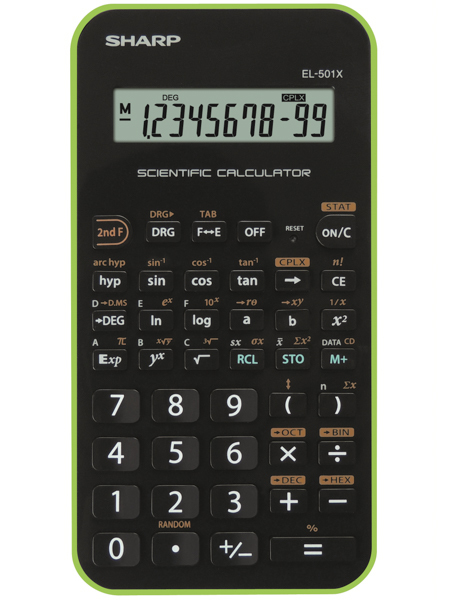 SHARP
EL-501X
DEG CPLX
M
-1.2345678-99
SCIENTIFIC CALCULATOR
STAT
DRG▶ TAB
2nd F DRG F↔E OFF RESET ON/C
arc hyp sin⁻¹ cos⁻¹ tan⁻¹ CPLX n!
hyp sin cos tan → CE
D →D.MS E eˣ F 10ˣ →rθ →xy 1/x
→DEG ln log a b x²
A π B ˣ√y C ³√ sx σx x̄ Σx² DATA CD
Exp yˣ √ RCL STO M+
↕ n Σx
7 8 9 ( )
→OCT →BIN
4 5 6 × ÷
→DEC →HEX
1 2 3 + −
RANDOM %
0 • +/− =